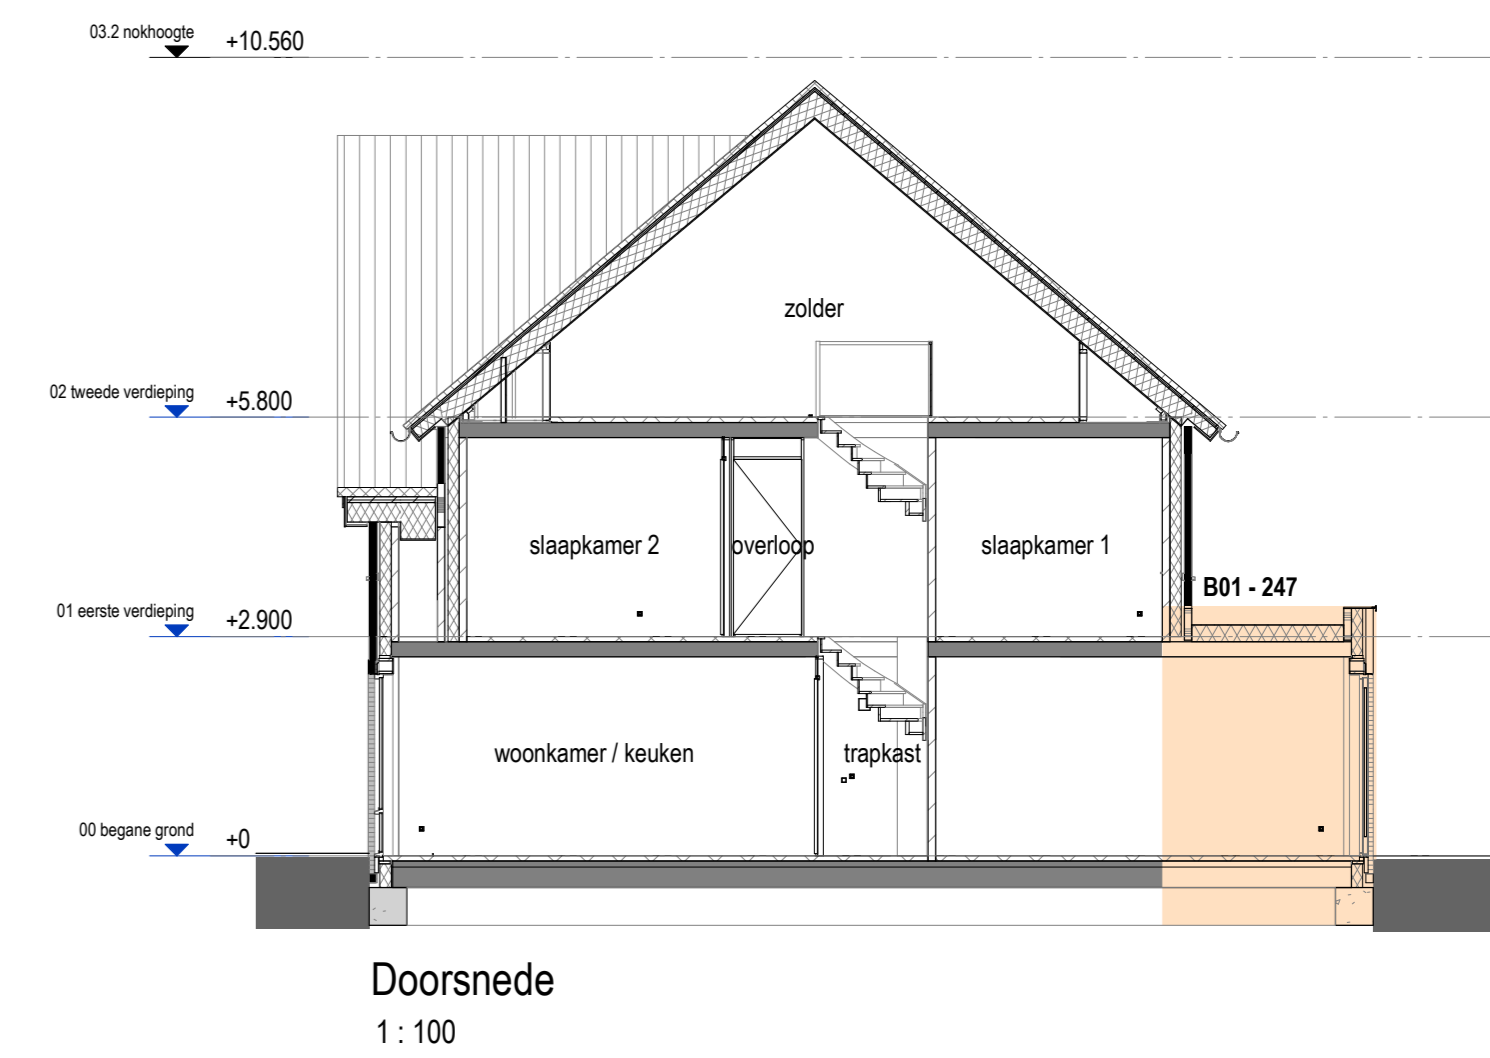 03.2 nokhoogte
+10.560
zolder
02 tweede verdieping
+5.800
slaapkamer 2
overloop
slaapkamer 1
B01 - 247
01 eerste verdieping
+2.900
woonkamer / keuken
trapkast
00 begane grond
+0
Doorsnede
1 : 100